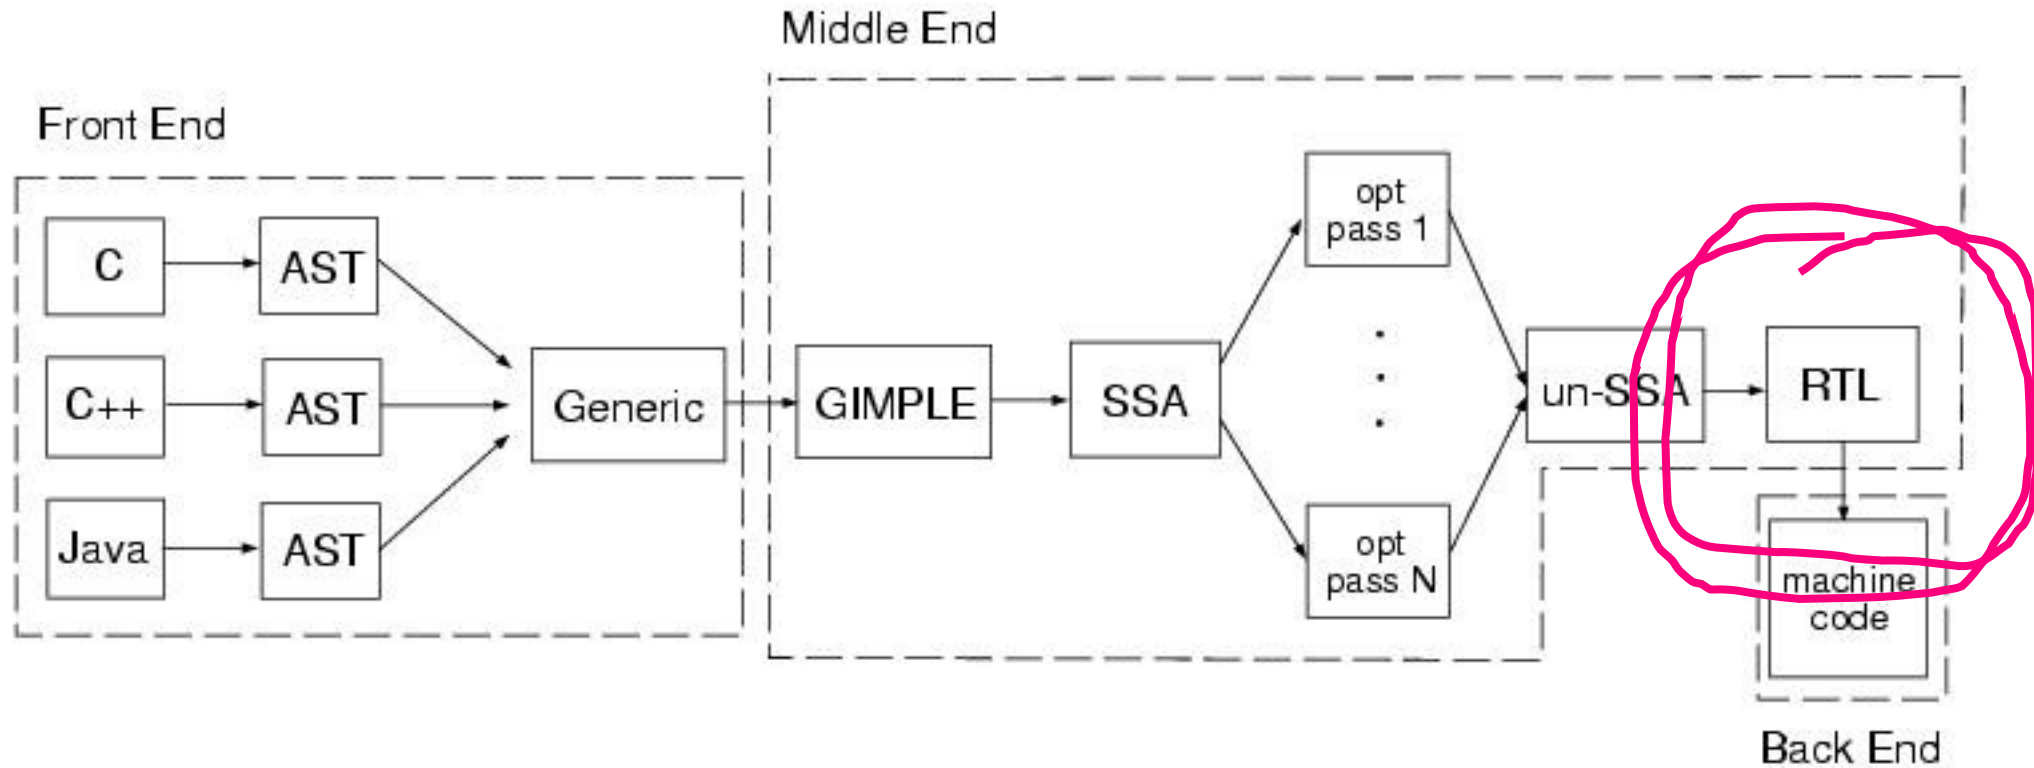 Middle End
Front End
C
AST
C++
AST
Java
AST
Generic
GIMPLE
SSA
opt
pass 1
opt
pass N
un-SSA
RTL
machine
code
Back End